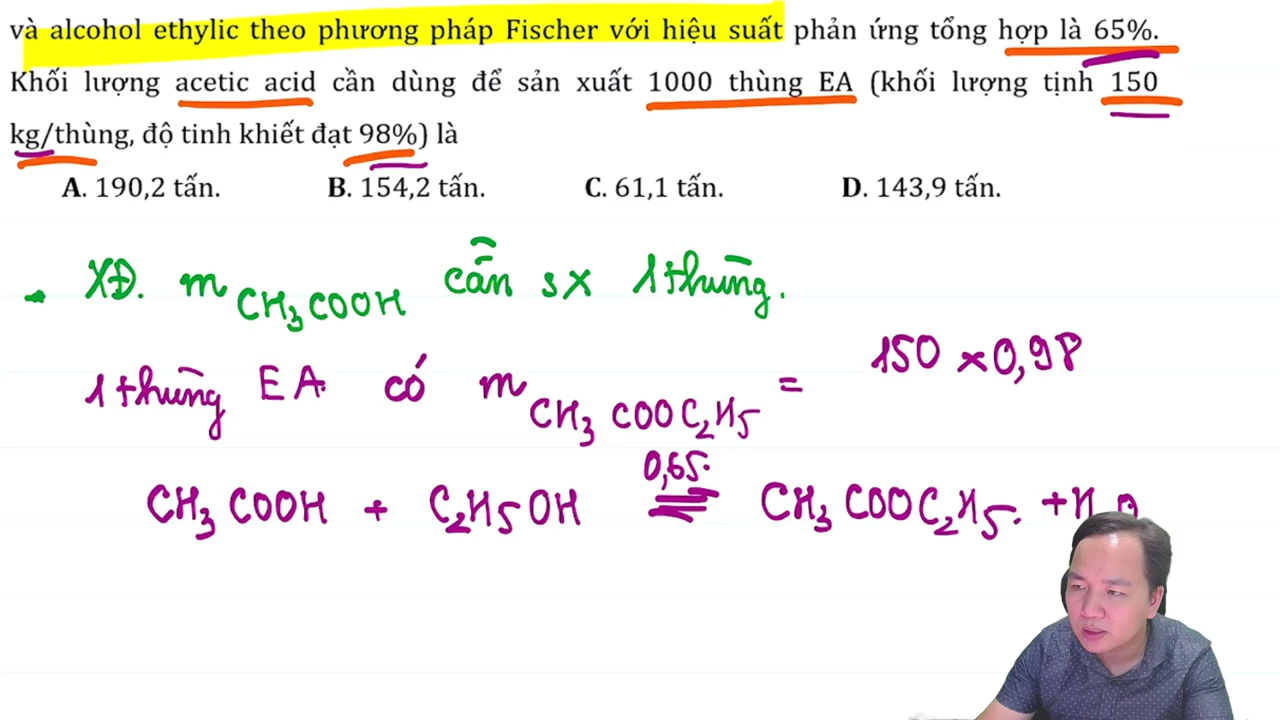 và alcohol ethylic theo phương pháp Fischer với hiệu suất phản ứng tổng hợp là 65%.
Khối lượng acetic acid cần dùng để sản xuất 1000 thùng EA (khối lượng tịnh 150
kg/thùng, độ tinh khiết đạt 98%) là
A. 190,2 tấn. B. 154,2 tấn. C. 61,1 tấn. D. 143,9 tấn.
- XĐ. m CH3COOH cần sx 1 thùng.
1 thùng EA có m CH3COOC2H5 = 150 × 0,98
0,65
CH3COOH + C2H5OH ⇌ CH3COOC2H5. + H2O